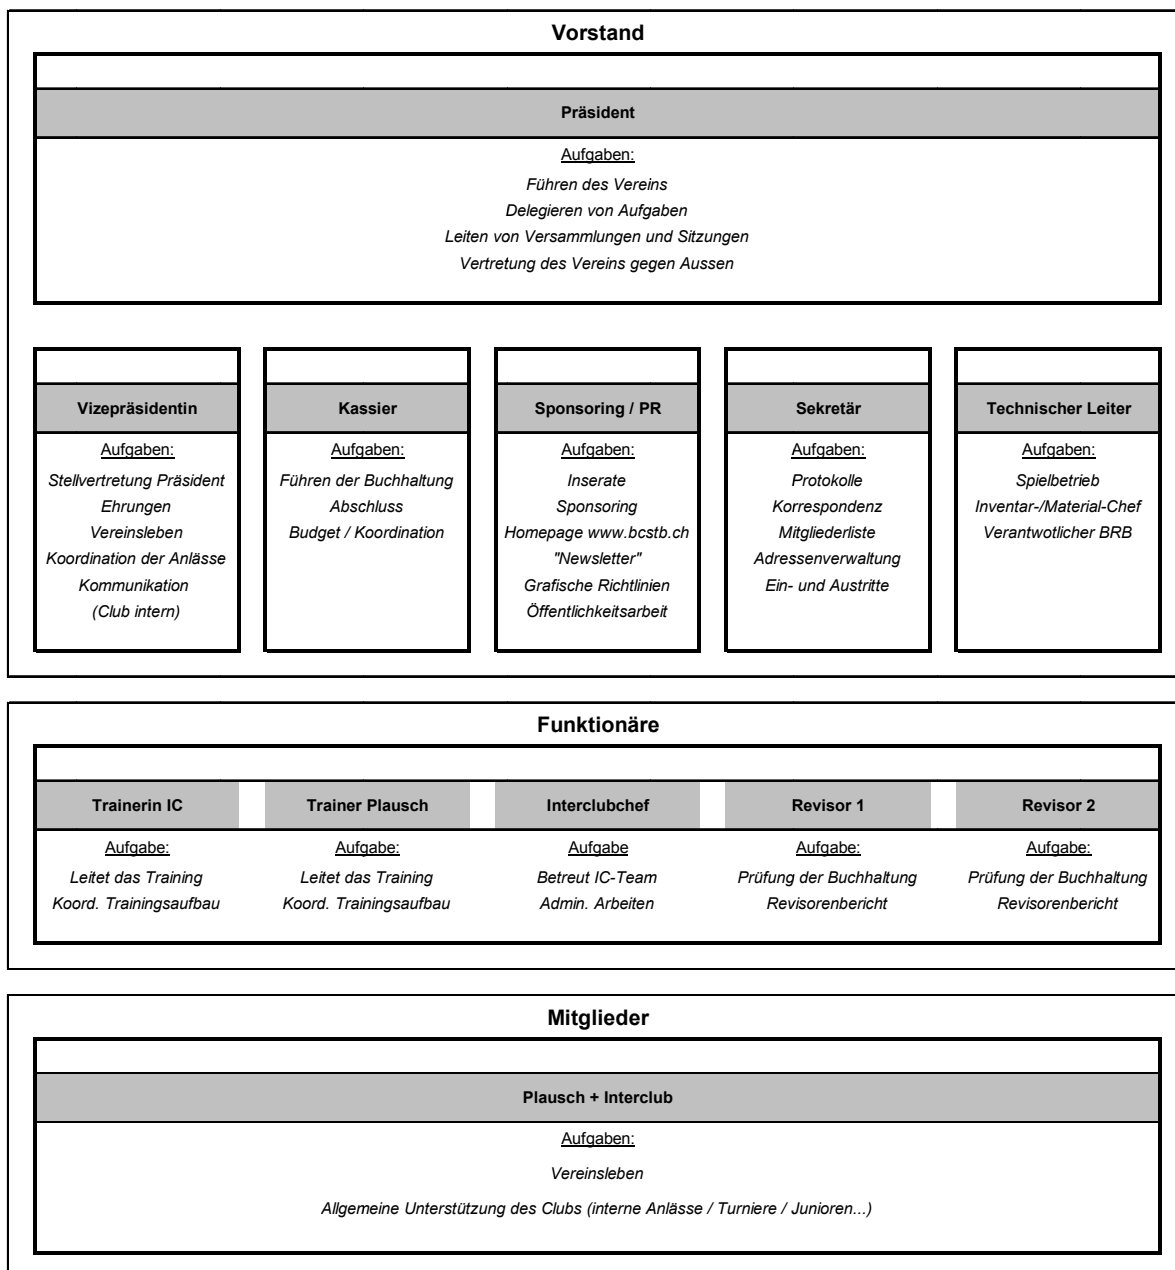 Vorstand
Präsident
Aufgaben:
Führen des Vereins
Delegieren von Aufgaben
Leiten von Versammlungen und Sitzungen
Vertretung des Vereins gegen Aussen
Vizepräsidentin
Aufgaben:
Stellvertretung Präsident
Ehrungen
Vereinsleben
Koordination der Anlässe
Kommunikation
(Club intern)
Kassier
Aufgaben:
Führen der Buchhaltung
Abschluss
Budget / Koordination
Sponsoring / PR
Aufgaben:
Inserate
Sponsoring
Homepage www.bcstb.ch
"Newsletter"
Grafische Richtlinien
Öffentlichkeitsarbeit
Sekretär
Aufgaben:
Protokolle
Korrespondenz
Mitgliederliste
Adressenverwaltung
Ein- und Austritte
Technischer Leiter
Aufgaben:
Spielbetrieb
Inventar-/Material-Chef
Verantwotlicher BRB
Funktionäre
Trainerin IC
Aufgabe:
Leitet das Training
Koord. Trainingsaufbau
Trainer Plausch
Aufgabe:
Leitet das Training
Koord. Trainingsaufbau
Interclubchef
Aufgabe
Betreut IC-Team
Admin. Arbeiten
Revisor 1
Aufgabe:
Prüfung der Buchhaltung
Revisorenbericht
Revisor 2
Aufgabe:
Prüfung der Buchhaltung
Revisorenbericht
Mitglieder
Plausch + Interclub
Aufgaben:
Vereinsleben
Allgemeine Unterstützung des Clubs (interne Anlässe / Turniere / Junioren...)